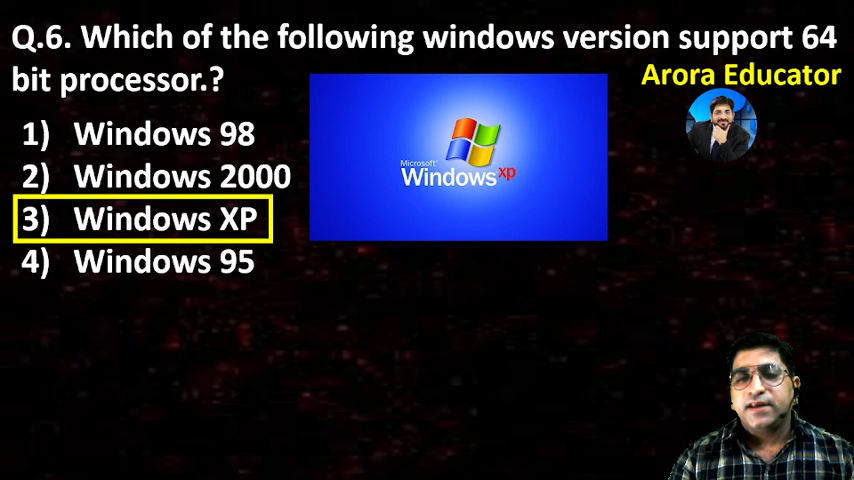 Q.6. Which of the following windows version support 64
bit processor.?
Arora Educator
1) Windows 98
2) Windows 2000
3) Windows XP
4) Windows 95
Microsoft
Windows xp